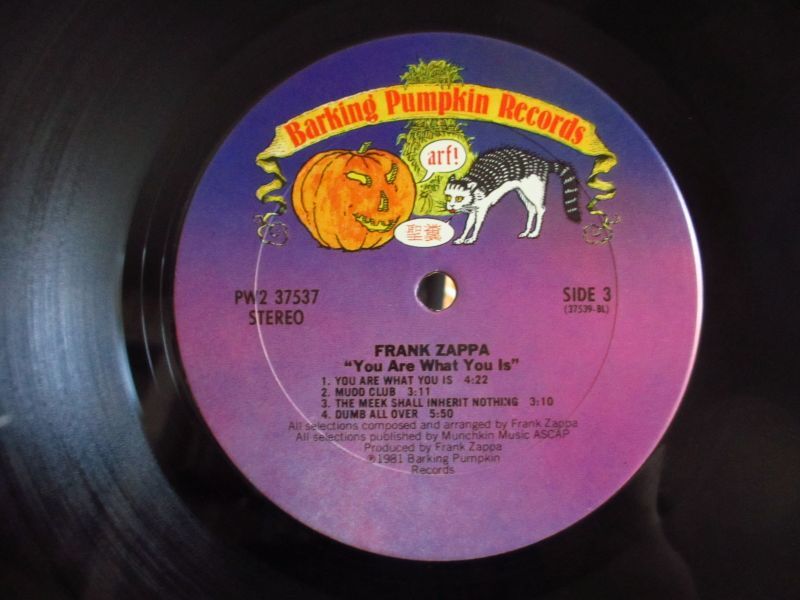 Barking Pumpkin Records
arf!
聖糞
PW2 37537
STEREO
SIDE 3
(37539-BL)
FRANK ZAPPA
"You Are What You Is"
1. YOU ARE WHAT YOU IS 4:22
2. MUDD CLUB 3:11
3. THE MEEK SHALL INHERIT NOTHING 3:10
4. DUMB ALL OVER 5:50
All selections composed and arranged by Frank Zappa
All selections published by Munchkin Music ASCAP
Produced by Frank Zappa
℗1981 Barking Pumpkin
Records